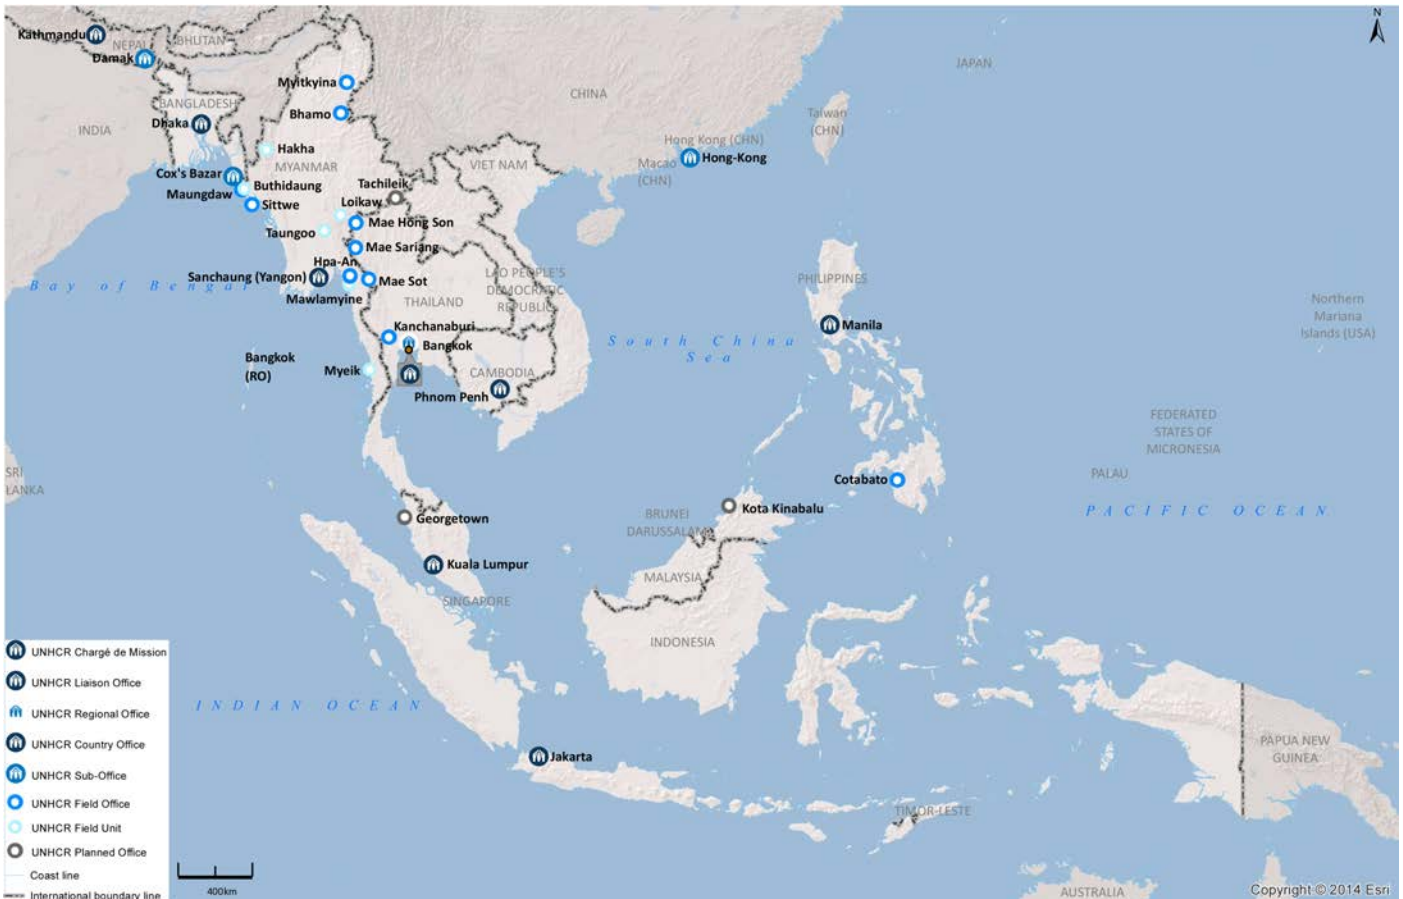 N
Kathmandu
NEPAL
BHUTAN
Damak
JAPAN
Myitkyina
CHINA
BANGLADESH
Bhamo
Taiwan
(CHN)
Dhaka
INDIA
Hong Kong (CHN)
Hakha
Hong-Kong
MYANMAR
VIET NAM
Macao
(CHN)
Cox's Bazar
Tachileik
Buthidaung
Maungdaw
Loikaw
Sittwe
Mae Hong Son
Taungoo
Mae Sariang
Hpa-An
Sanchaung (Yangon)
LAO PEOPLE'S
DEMOCRATIC
REPUBLIC
PHILIPPINES
Bay of Bengal
Mae Sot
Mawlamyine
THAILAND
Northern
Mariana
Islands (USA)
Kanchanaburi
Manila
Bangkok
South China
Sea
Bangkok
(RO)
Myeik
CAMBODIA
Phnom Penh
FEDERATED
STATES OF
MICRONESIA
SRI
LANKA
PALAU
Cotabato
Kota Kinabalu
PACIFIC OCEAN
Georgetown
BRUNEI
DARUSSALAM
Kuala Lumpur
MALAYSIA
SINGAPORE
INDONESIA
INDIAN OCEAN
Jakarta
PAPUA NEW
GUINEA
TIMOR-LESTE
AUSTRALIA
UNHCR Chargé de Mission
UNHCR Liaison Office
UNHCR Regional Office
UNHCR Country Office
UNHCR Sub-Office
UNHCR Field Office
UNHCR Field Unit
UNHCR Planned Office
Coast line
International boundary line
400km
Copyright © 2014 Esri